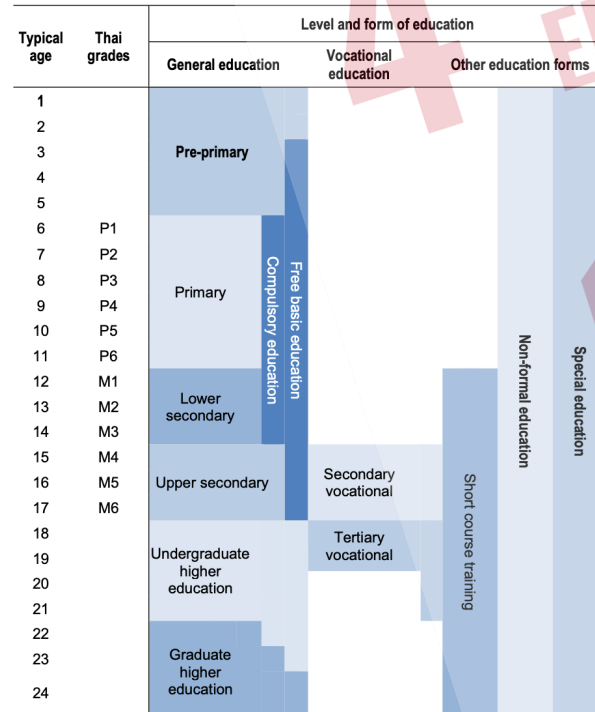 Level and form of education
Typical age
Thai grades
General education
Vocational education
Other education forms
1
2
3
4
5
6 P1
7 P2
8 P3
9 P4
10 P5
11 P6
12 M1
13 M2
14 M3
15 M4
16 M5
17 M6
18
19
20
21
22
23
24
Pre-primary
Primary
Lower
secondary
Upper secondary
Undergraduate
higher
education
Graduate
higher
education
Compulsory education
Free basic education
Secondary
vocational
Tertiary
vocational
Short course training
Non-formal education
Special education
4